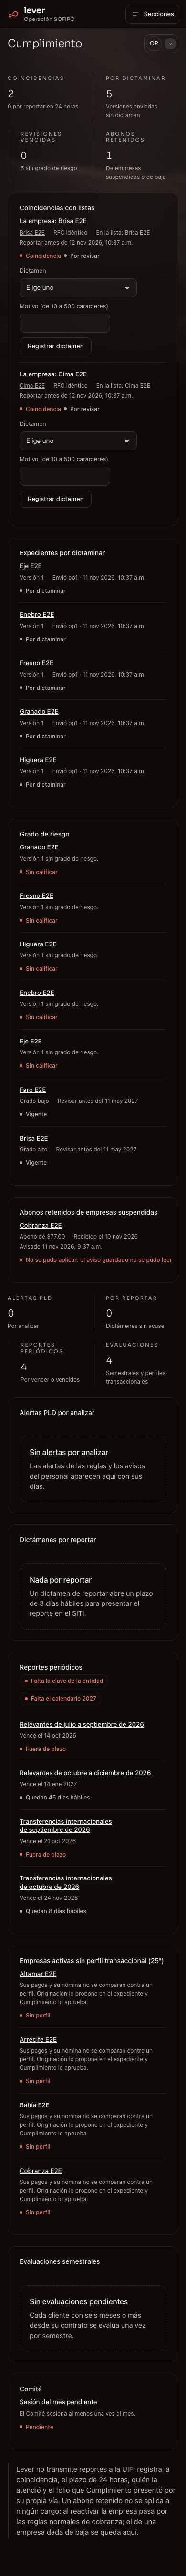 lever
Operación SOFIPO
Secciones
Cumplimiento
OP
COINCIDENCIAS
2
0 por reportar en 24 horas
POR DICTAMINAR
5
Versiones enviadas
sin dictamen
REVISIONES
VENCIDAS
0
5 sin grado de riesgo
ABONOS
RETENIDOS
1
De empresas
suspendidas o de baja
Coincidencias con listas
La empresa: Brisa E2E
Brisa E2E RFC idéntico En la lista: Brisa E2E
Reportar antes de 12 nov 2026, 10:37 a.m.
Coincidencia Por revisar
Dictamen
Elige uno
Motivo (de 10 a 500 caracteres)
Registrar dictamen
La empresa: Cima E2E
Cima E2E RFC idéntico En la lista: Cima E2E
Reportar antes de 12 nov 2026, 10:37 a.m.
Coincidencia Por revisar
Dictamen
Elige uno
Motivo (de 10 a 500 caracteres)
Registrar dictamen
Expedientes por dictaminar
Eje E2E
Versión 1 Envió op1 · 11 nov 2026, 10:37 a.m.
Por dictaminar
Enebro E2E
Versión 1 Envió op1 · 11 nov 2026, 10:37 a.m.
Por dictaminar
Fresno E2E
Versión 1 Envió op1 · 11 nov 2026, 10:37 a.m.
Por dictaminar
Granado E2E
Versión 1 Envió op1 · 11 nov 2026, 10:37 a.m.
Por dictaminar
Higuera E2E
Versión 1 Envió op1 · 11 nov 2026, 10:37 a.m.
Por dictaminar
Grado de riesgo
Granado E2E
Versión 1 sin grado de riesgo.
Sin calificar
Fresno E2E
Versión 1 sin grado de riesgo.
Sin calificar
Higuera E2E
Versión 1 sin grado de riesgo.
Sin calificar
Enebro E2E
Versión 1 sin grado de riesgo.
Sin calificar
Eje E2E
Versión 1 sin grado de riesgo.
Sin calificar
Faro E2E
Grado bajo Revisar antes del 11 may 2027
Vigente
Brisa E2E
Grado alto Revisar antes del 11 may 2027
Vigente
Abonos retenidos de empresas suspendidas
Cobranza E2E
Abono de $77.00 Recibido el 10 nov 2026
Avisado 11 nov 2026, 9:37 a.m.
No se pudo aplicar: el aviso guardado no se pudo leer
ALERTAS PLD
0
Por analizar
POR REPORTAR
0
Dictámenes sin acuse
REPORTES
PERIÓDICOS
4
Por vencer o vencidos
EVALUACIONES
4
Semestrales y perfiles
transaccionales
Alertas PLD por analizar
Sin alertas por analizar
Las alertas de las reglas y los avisos
del personal aparecen aquí con sus
días.
Dictámenes por reportar
Nada por reportar
Un dictamen de reportar abre un plazo
de 3 días hábiles para presentar el
reporte en el SITI.
Reportes periódicos
Falta la clave de la entidad
Falta el calendario 2027
Relevantes de julio a septiembre de 2026
Vence el 14 oct 2026
Fuera de plazo
Relevantes de octubre a diciembre de 2026
Vence el 14 ene 2027
Quedan 45 días hábiles
Transferencias internacionales
de septiembre de 2026
Vence el 21 oct 2026
Fuera de plazo
Transferencias internacionales
de octubre de 2026
Vence el 24 nov 2026
Quedan 8 días hábiles
Empresas activas sin perfil transaccional (25ª)
Altamar E2E
Sus pagos y su nómina no se comparan contra un
perfil. Originación lo propone en el expediente y
Cumplimiento lo aprueba.
Sin perfil
Arrecife E2E
Sus pagos y su nómina no se comparan contra un
perfil. Originación lo propone en el expediente y
Cumplimiento lo aprueba.
Sin perfil
Bahía E2E
Sus pagos y su nómina no se comparan contra un
perfil. Originación lo propone en el expediente y
Cumplimiento lo aprueba.
Sin perfil
Cobranza E2E
Sus pagos y su nómina no se comparan contra un
perfil. Originación lo propone en el expediente y
Cumplimiento lo aprueba.
Sin perfil
Evaluaciones semestrales
Sin evaluaciones pendientes
Cada cliente con seis meses o más
desde su contrato se evalúa una vez
por semestre.
Comité
Sesión del mes pendiente
El Comité sesiona al menos una vez al mes.
Pendiente
Lever no transmite reportes a la UIF: registra la
coincidencia, el plazo de 24 horas, quién la
atendió y el folio que Cumplimiento presentó por
su propia vía. Un abono retenido no se aplica a
ningún cargo: al reactivar la empresa pasa por
las reglas normales de cobranza; el de una
empresa dada de baja se queda aquí.